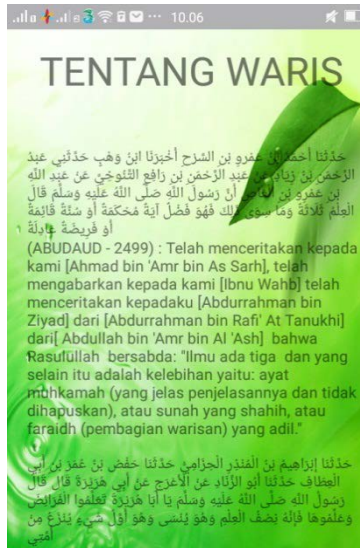 10.06
TENTANG WARIS
حَدَّثَنَا أَحْمَدُ بْنُ عَمْرِو بْنِ السَّرْحِ أَخْبَرَنَا ابْنُ وَهْبٍ حَدَّثَنِي عَبْدُ
الرَّحْمَنِ بْنُ زِيَادٍ عَنْ عَبْدِ الرَّحْمَنِ بْنِ رَافِعٍ التَّنُوخِيِّ عَنْ عَبْدِ اللَّهِ
بْنِ عَمْرِو بْنِ الْعَاصِ أَنَّ رَسُولَ اللَّهِ صَلَّى اللَّهُ عَلَيْهِ وَسَلَّمَ قَالَ
الْعِلْمُ ثَلَاثَةٌ وَمَا سِوَى ذَلِكَ فَهُوَ فَضْلٌ آيَةٌ مُحْكَمَةٌ أَوْ سُنَّةٌ قَائِمَةٌ
أَوْ فَرِيضَةٌ عَادِلَةٌ
(ABUDAUD - 2499) : Telah menceritakan kepada
kami [Ahmad bin 'Amr bin As Sarh], telah
mengabarkan kepada kami [Ibnu Wahb] telah
menceritakan kepadaku [Abdurrahman bin
Ziyad] dari [Abdurrahman bin Rafi' At Tanukhi]
dari[ Abdullah bin 'Amr bin Al 'Ash] bahwa
Rasulullah bersabda: "Ilmu ada tiga dan yang
selain itu adalah kelebihan yaitu: ayat
muhkamah (yang jelas penjelasannya dan tidak
dihapuskan), atau sunah yang shahih, atau
faraidh (pembagian warisan) yang adil."
حَدَّثَنَا إِبْرَاهِيمُ بْنُ الْمُنْذِرِ الْحِزَامِيُّ حَدَّثَنَا حَفْصُ بْنُ عُمَرَ بْنِ أَبِي
الْعِطَافِ حَدَّثَنَا أَبُو الزِّنَادِ عَنْ الْأَعْرَجِ عَنْ أَبِي هُرَيْرَةَ قَالَ قَالَ
رَسُولُ اللَّهِ صَلَّى اللَّهُ عَلَيْهِ وَسَلَّمَ يَا أَبَا هُرَيْرَةَ تَعَلَّمُوا الْفَرَائِضَ
وَعَلِّمُوهَا فَإِنَّهُ نِصْفُ الْعِلْمِ وَهُوَ يُنْسَى وَهُوَ أَوَّلُ شَيْءٍ يُنْزَعُ مِنْ
أُمَّتِي